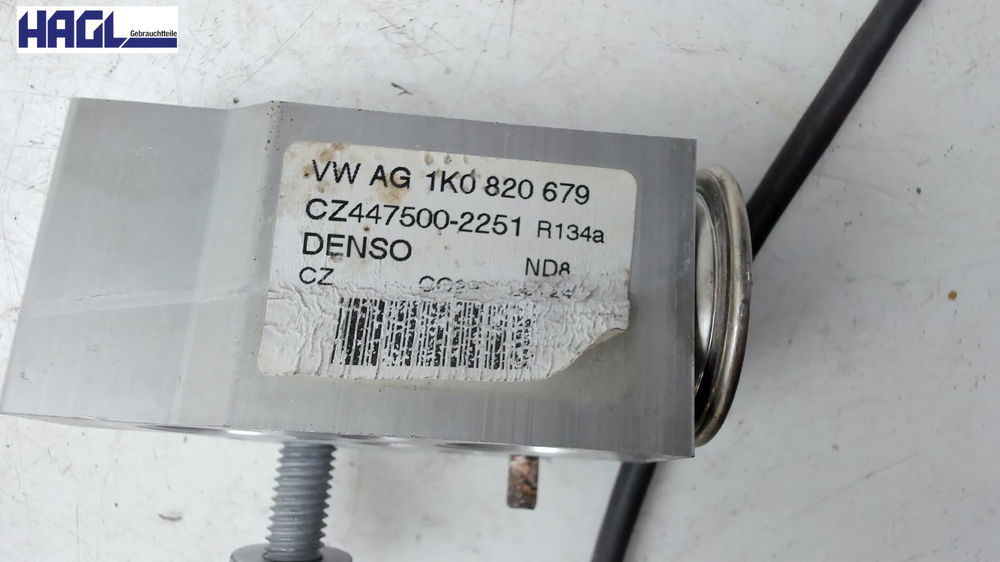 HAGL
Gebrauchtteile
VW AG 1K0 820 679
CZ447500-2251 R134a
DENSO
ND8
CZ